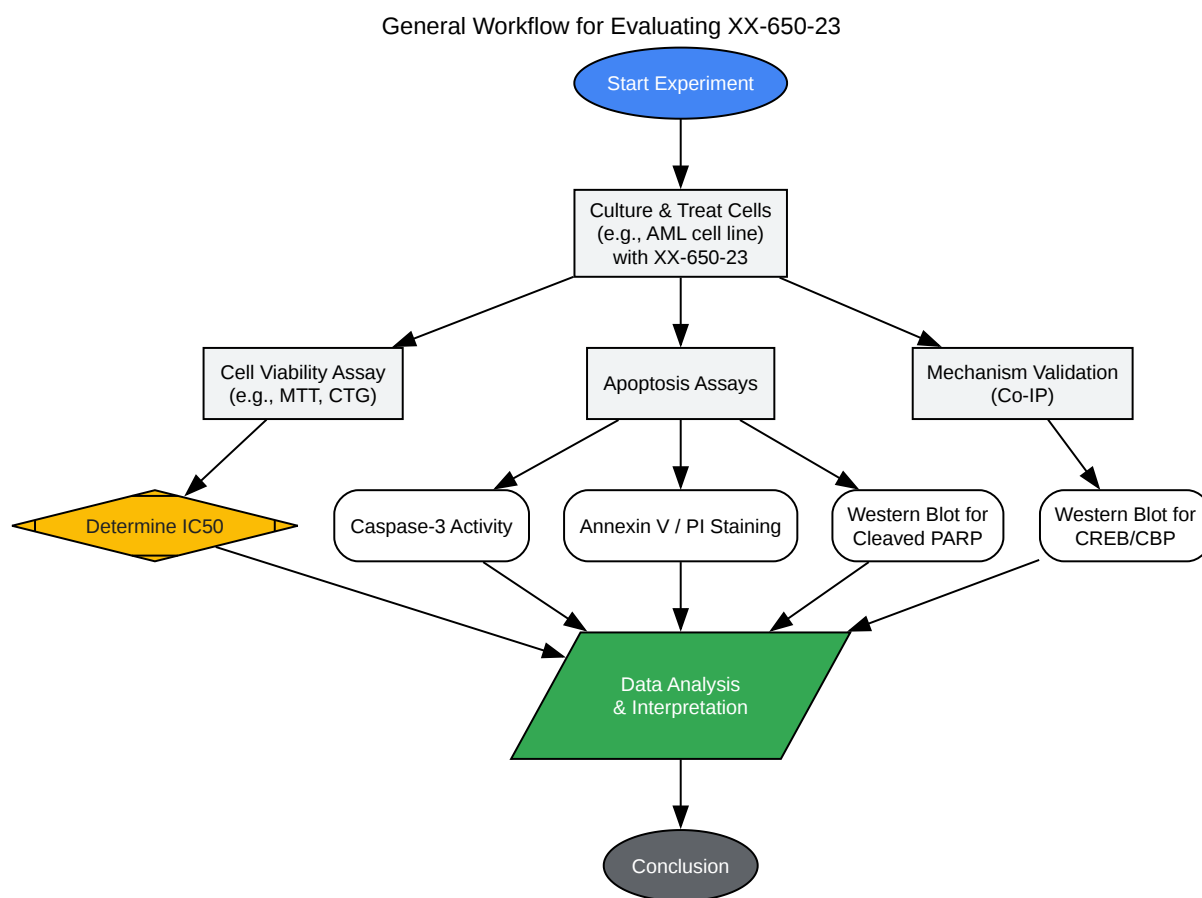 General Workflow for Evaluating XX-650-23
Start Experiment
Culture & Treat Cells
(e.g., AML cell line)
with XX-650-23
Cell Viability Assay
(e.g., MTT, CTG)
Apoptosis Assays
Mechanism Validation
(Co-IP)
Determine IC50
Caspase-3 Activity
Annexin V / PI Staining
Western Blot for
Cleaved PARP
Western Blot for
CREB/CBP
Data Analysis
& Interpretation
Conclusion